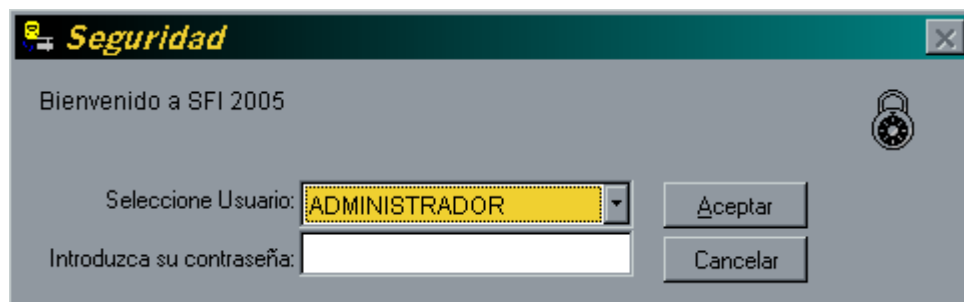 Seguridad
Bienvenido a SFI 2005
Seleccione Usuario: ADMINISTRADOR Aceptar
Introduzca su contraseña: Cancelar